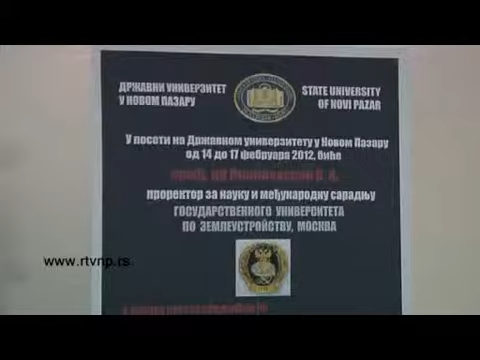 ДРЖАВНИ УНИВЕРЗИТЕТ
У НОВОМ ПАЗАРУ
STATE UNIVERSITY
OF NOVI PAZAR
У посети на Државном универзитету у Новом Пазару
од 14 до 17 фебруара 2012, биће
проректор за науку и међународну сарадњу
ГОСУДАРСТВЕННОГО УНИВЕРСИТЕТА
ПО ЗЕМЛЕУСТРОЙСТВУ, МОСКВА
www.rtvnp.rs